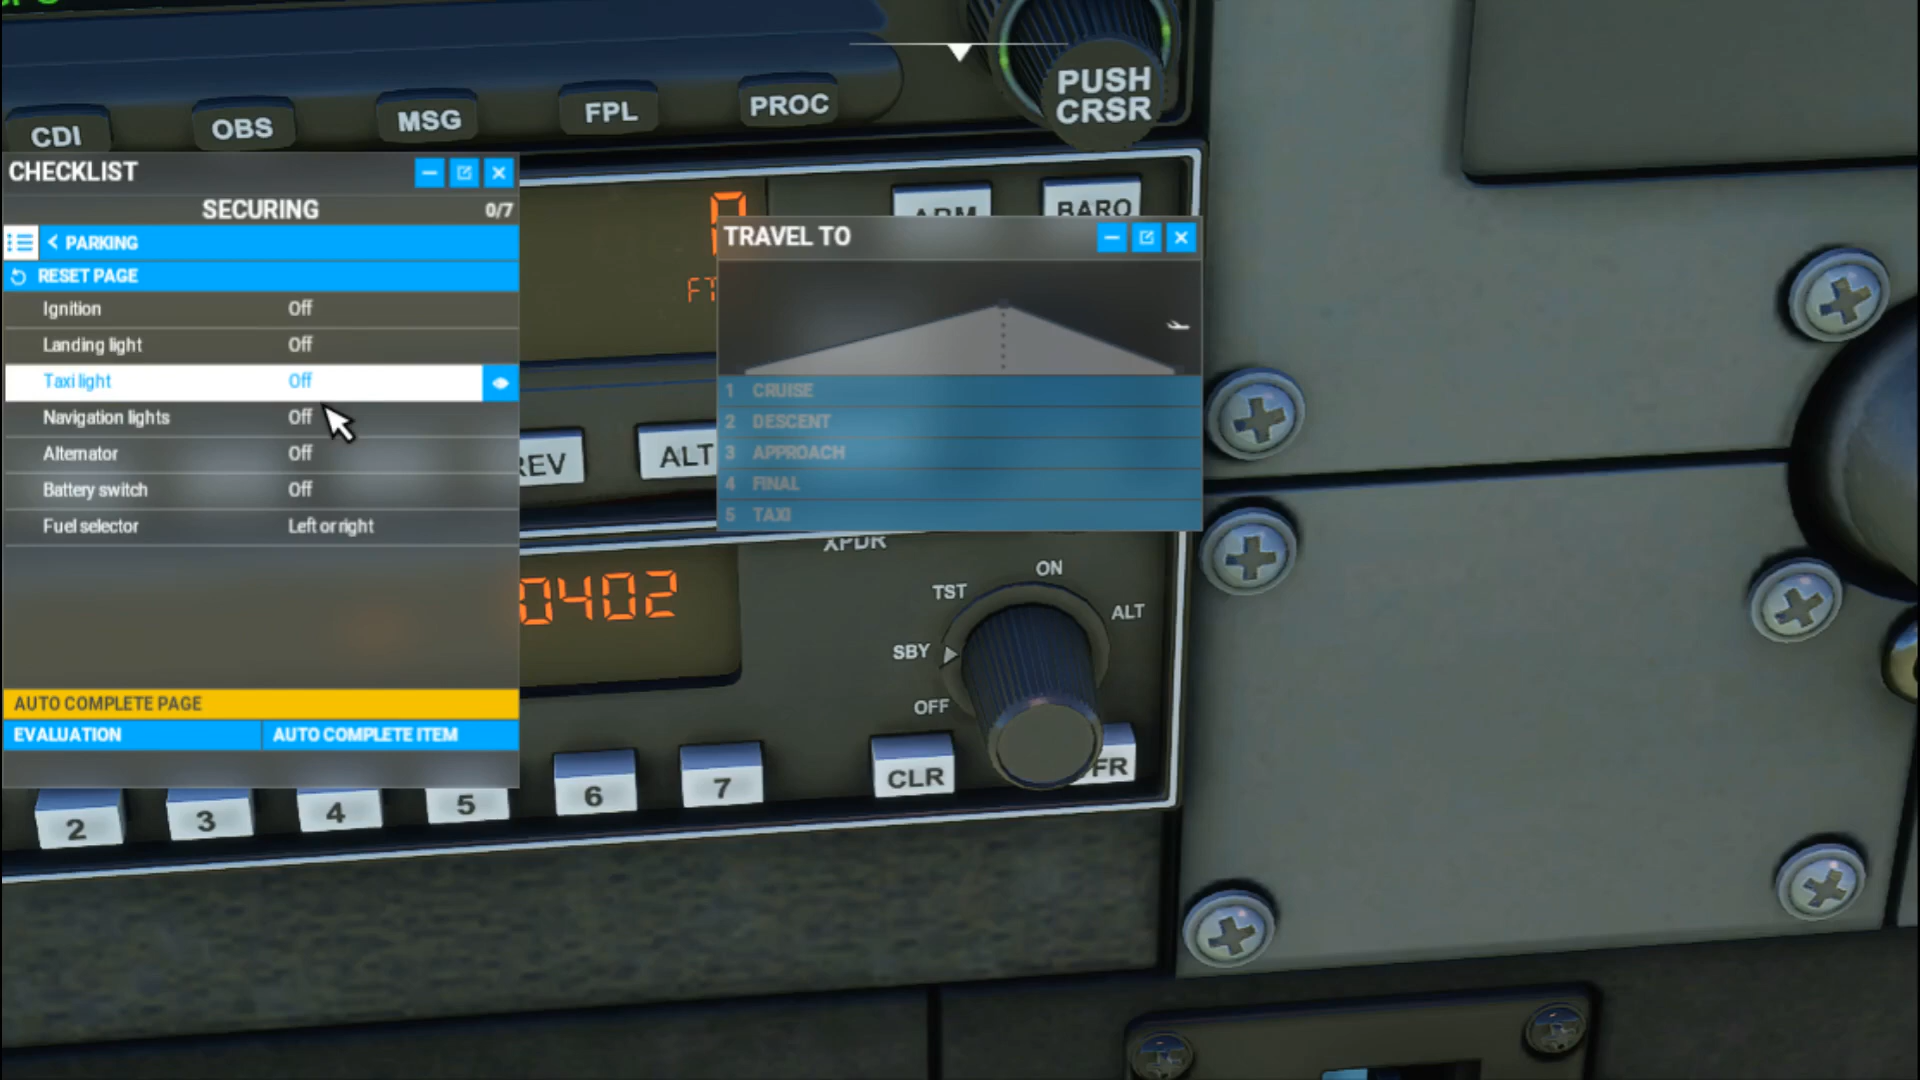 CDI OBS MSG FPL PROC PUSH CRSR
CHECKLIST
SECURING 0/7
< PARKING
RESET PAGE
Ignition Off
Landing light Off
Taxi light Off
Navigation lights Off
Alternator Off
Battery switch Off
Fuel selector Left or right
AUTO COMPLETE PAGE
EVALUATION AUTO COMPLETE ITEM
ARM BARO
TRAVEL TO
1 CRUISE
2 DESCENT
3 APPROACH
4 FINAL
5 TAXI
ALT
XPDR
0402
ON
TST
ALT
SBY
OFF
2 3 4 5 6 7 CLR